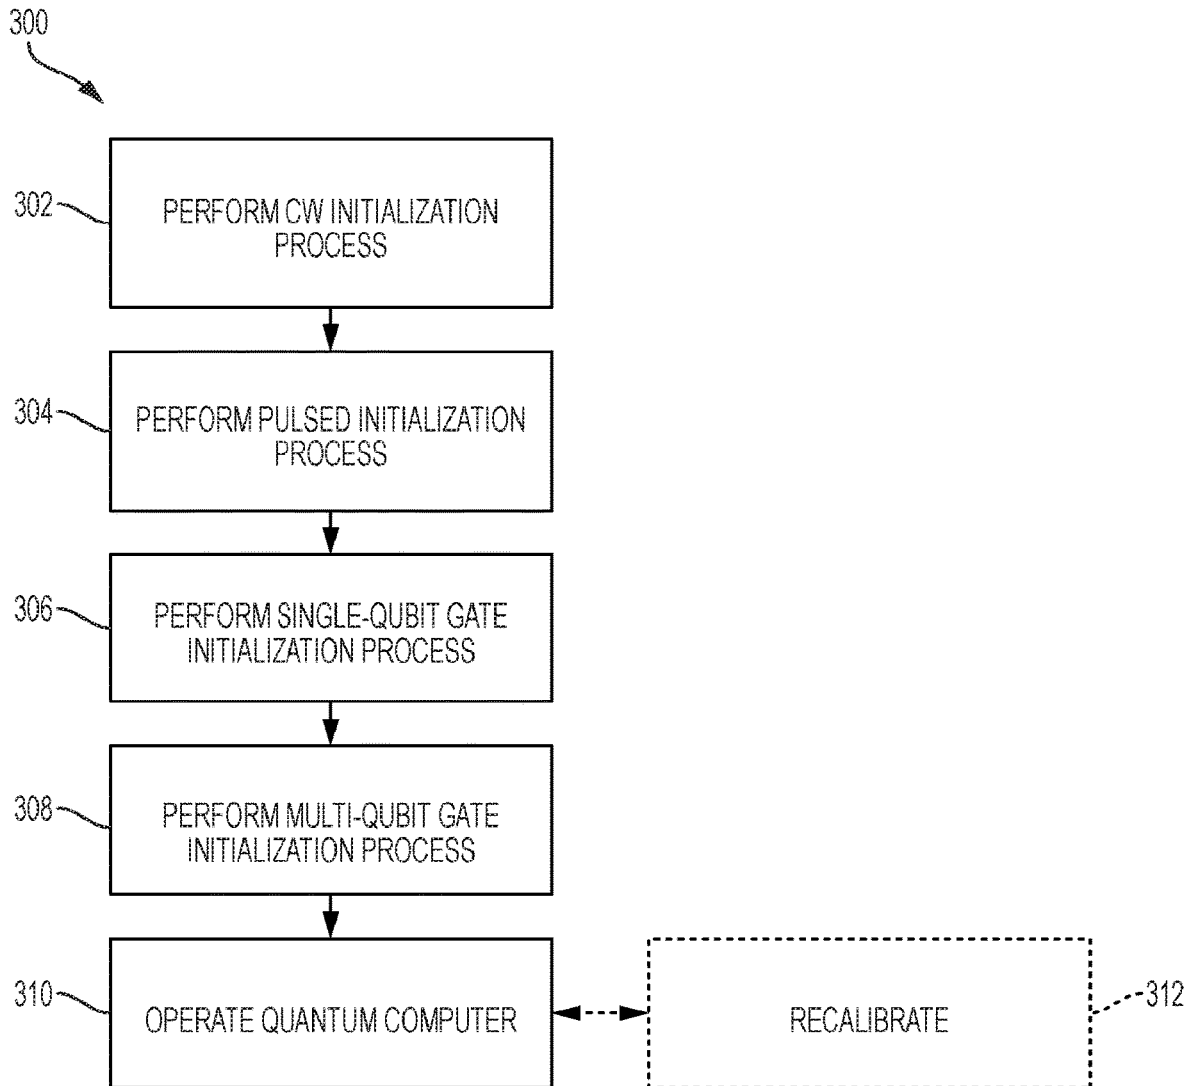 300
302
PERFORM CW INITIALIZATION
PROCESS
304
PERFORM PULSED INITIALIZATION
PROCESS
306
PERFORM SINGLE-QUBIT GATE
INITIALIZATION PROCESS
308
PERFORM MULTI-QUBIT GATE
INITIALIZATION PROCESS
310
OPERATE QUANTUM COMPUTER
RECALIBRATE
312